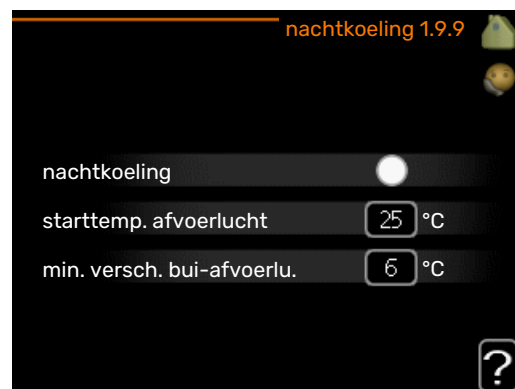 nachtkoeling 1.9.9
nachtkoeling
starttemp. afvoerlucht 25 °C
min. versch. bui-afvoerlu. 6 °C
?